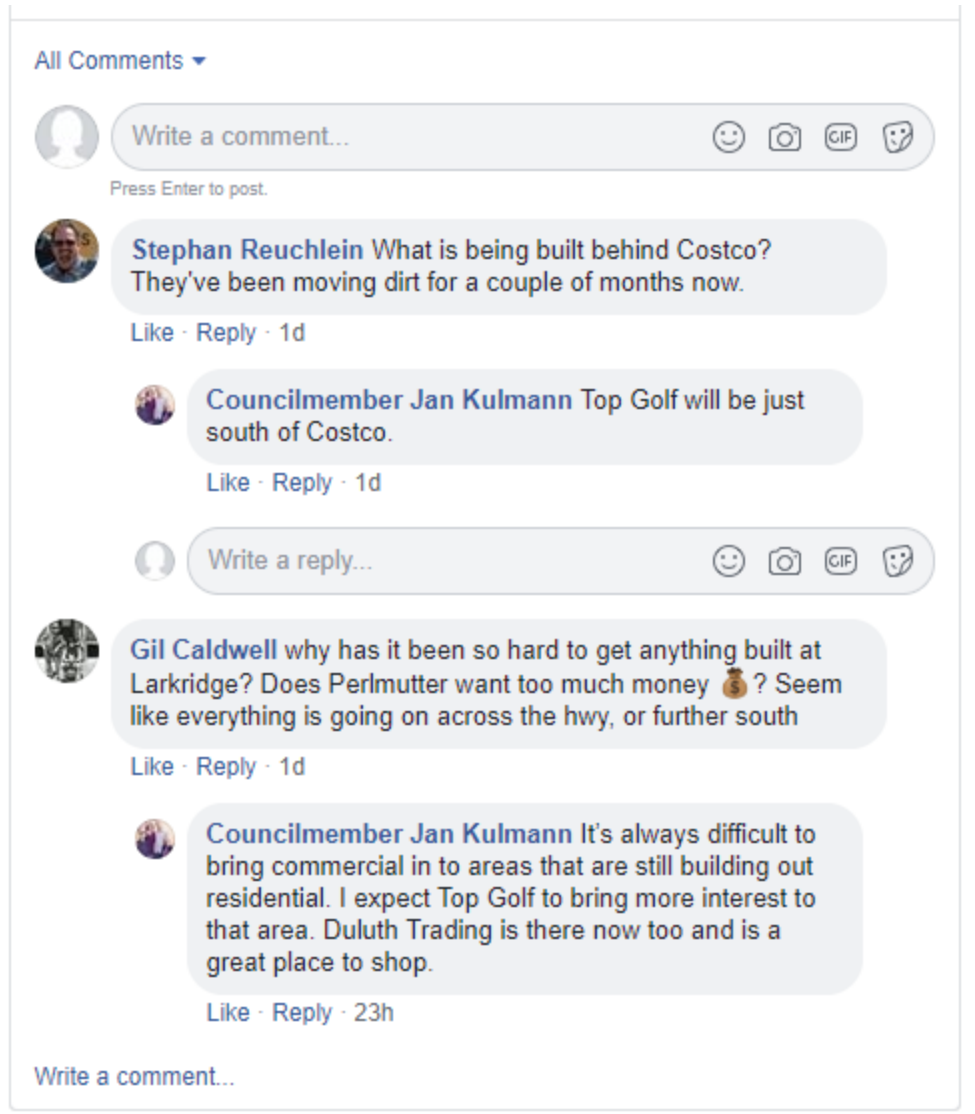 All Comments
Write a comment...
GIF
Press Enter to post.
Stephan Reuchlein What is being built behind Costco?
They've been moving dirt for a couple of months now.
Like · Reply · 1d
Councilmember Jan Kulmann Top Golf will be just
south of Costco.
Like · Reply · 1d
Write a reply...
GIF
Gil Caldwell why has it been so hard to get anything built at
Larkridge? Does Perlmutter want too much money 💰? Seem
like everything is going on across the hwy, or further south
Like · Reply · 1d
Councilmember Jan Kulmann It's always difficult to
bring commercial in to areas that are still building out
residential. I expect Top Golf to bring more interest to
that area. Duluth Trading is there now too and is a
great place to shop.
Like · Reply · 23h
Write a comment...